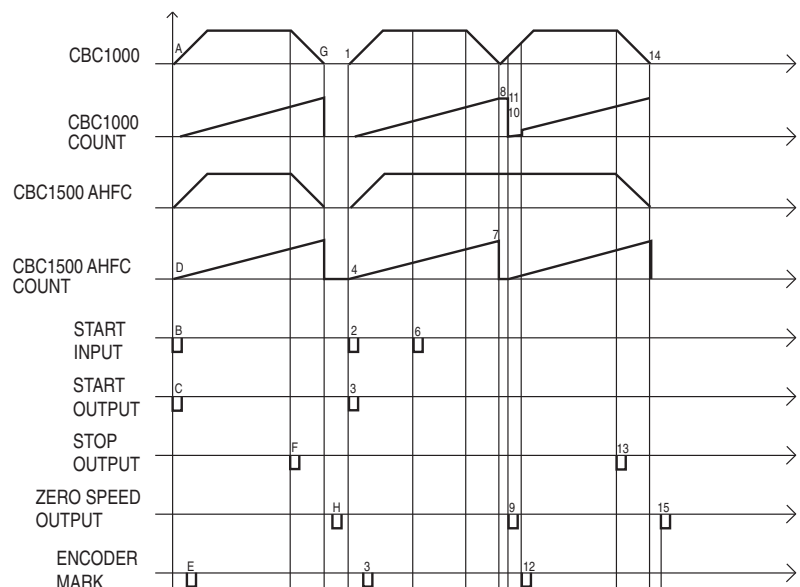 A
G
1
14
CBC1000
8
11
10
CBC1000
COUNT
CBC1500 AHFC
7
D
4
CBC1500 AHFC
COUNT
B
2
6
START
INPUT
C
3
START
OUTPUT
F
13
STOP
OUTPUT
H
9
15
ZERO SPEED
OUTPUT
E
3
12
ENCODER
MARK